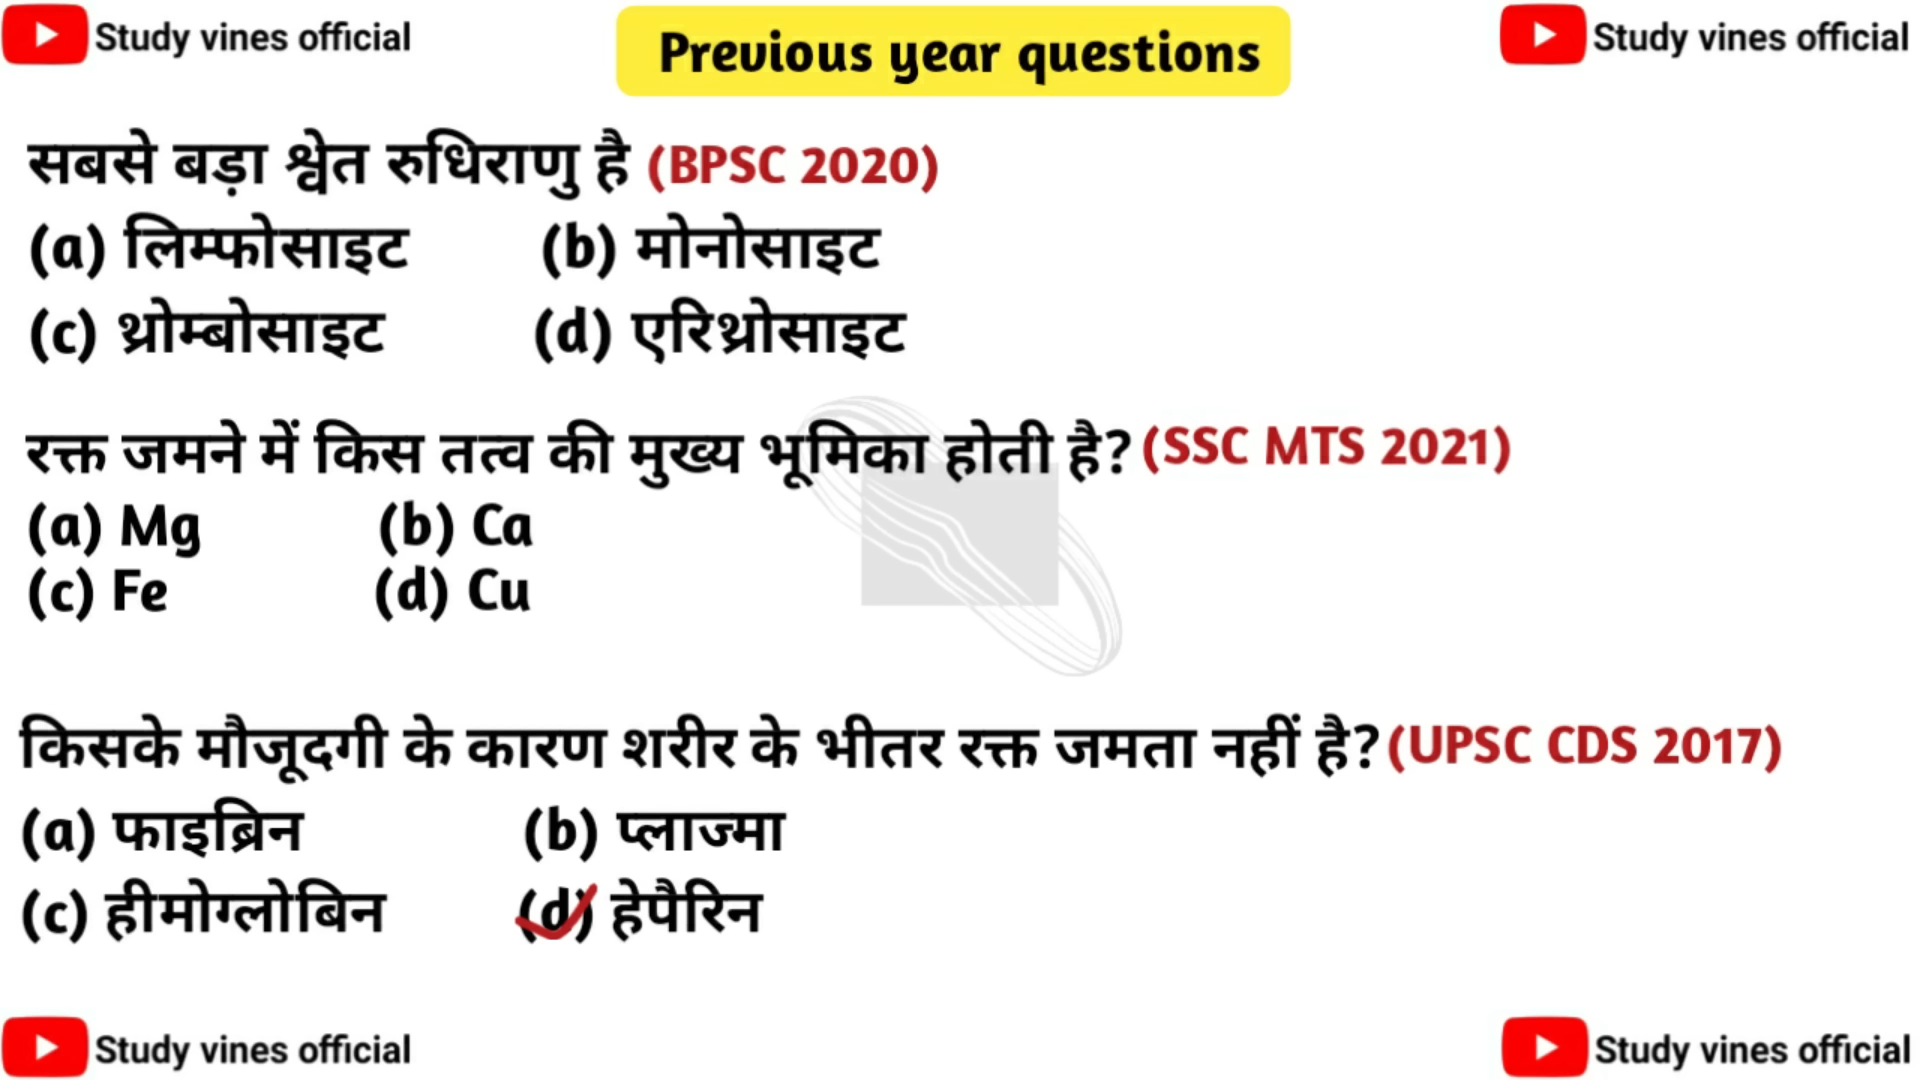 Study vines official
Previous year questions
Study vines official
सबसे बड़ा श्वेत रुधिराणु है (BPSC 2020)
(a) लिम्फोसाइट (b) मोनोसाइट
(c) थ्रोम्बोसाइट (d) एरिथ्रोसाइट
रक्त जमने में किस तत्व की मुख्य भूमिका होती है? (SSC MTS 2021)
(a) Mg (b) Ca
(c) Fe (d) Cu
किसके मौजूदगी के कारण शरीर के भीतर रक्त जमता नहीं है? (UPSC CDS 2017)
(a) फाइब्रिन (b) प्लाज्मा
(c) हीमोग्लोबिन (d) हेपैरिन
Study vines official
Study vines official